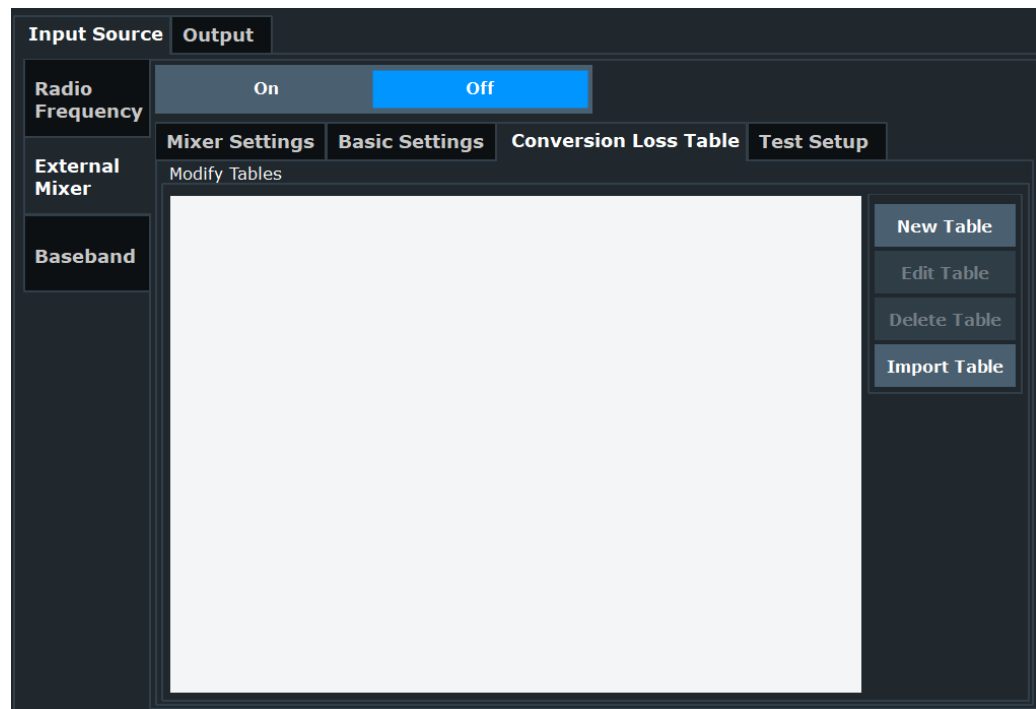 Input Source Output
Radio
Frequency
On Off
Mixer Settings Basic Settings Conversion Loss Table Test Setup
External
Mixer
Modify Tables
Baseband
New Table
Edit Table
Delete Table
Import Table